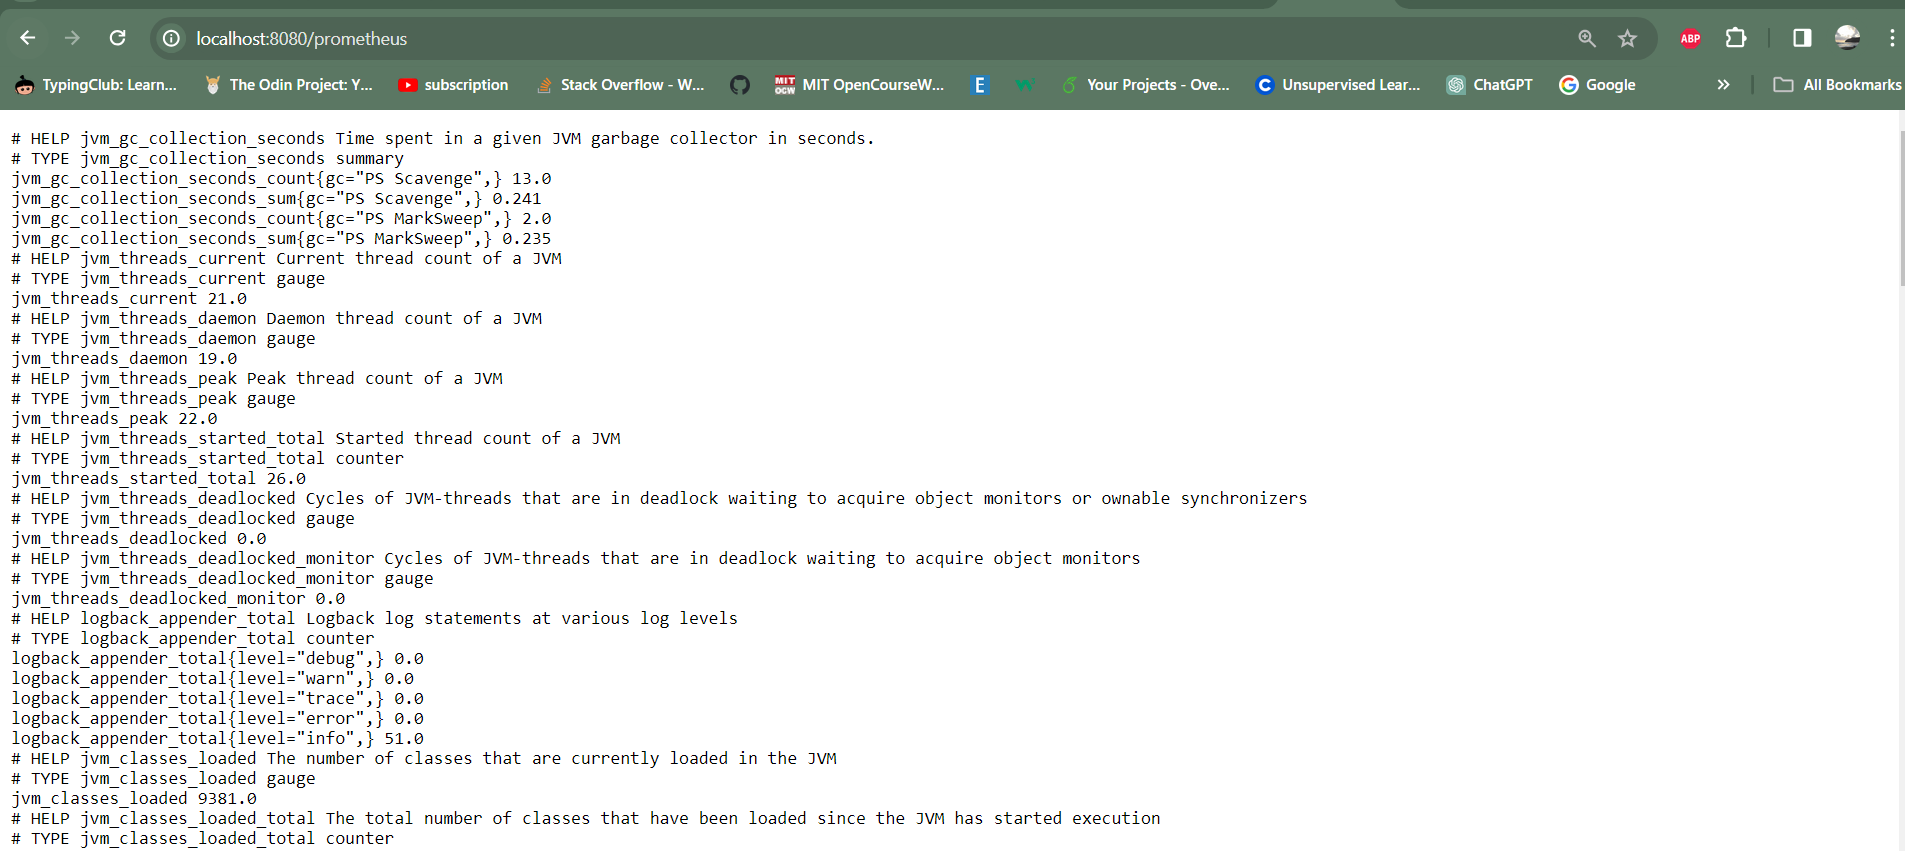 localhost:8080/prometheus
ABP
TypingClub: Learn...
The Odin Project: Y...
subscription
Stack Overflow - W...
MIT OCW
MIT OpenCourseW...
E
Your Projects - Ove...
C
Unsupervised Lear...
ChatGPT
Google
All Bookmarks
# HELP jvm_gc_collection_seconds Time spent in a given JVM garbage collector in seconds.
# TYPE jvm_gc_collection_seconds summary
jvm_gc_collection_seconds_count{gc="PS Scavenge",} 13.0
jvm_gc_collection_seconds_sum{gc="PS Scavenge",} 0.241
jvm_gc_collection_seconds_count{gc="PS MarkSweep",} 2.0
jvm_gc_collection_seconds_sum{gc="PS MarkSweep",} 0.235
# HELP jvm_threads_current Current thread count of a JVM
# TYPE jvm_threads_current gauge
jvm_threads_current 21.0
# HELP jvm_threads_daemon Daemon thread count of a JVM
# TYPE jvm_threads_daemon gauge
jvm_threads_daemon 19.0
# HELP jvm_threads_peak Peak thread count of a JVM
# TYPE jvm_threads_peak gauge
jvm_threads_peak 22.0
# HELP jvm_threads_started_total Started thread count of a JVM
# TYPE jvm_threads_started_total counter
jvm_threads_started_total 26.0
# HELP jvm_threads_deadlocked Cycles of JVM-threads that are in deadlock waiting to acquire object monitors or ownable synchronizers
# TYPE jvm_threads_deadlocked gauge
jvm_threads_deadlocked 0.0
# HELP jvm_threads_deadlocked_monitor Cycles of JVM-threads that are in deadlock waiting to acquire object monitors
# TYPE jvm_threads_deadlocked_monitor gauge
jvm_threads_deadlocked_monitor 0.0
# HELP logback_appender_total Logback log statements at various log levels
# TYPE logback_appender_total counter
logback_appender_total{level="debug",} 0.0
logback_appender_total{level="warn",} 0.0
logback_appender_total{level="trace",} 0.0
logback_appender_total{level="error",} 0.0
logback_appender_total{level="info",} 51.0
# HELP jvm_classes_loaded The number of classes that are currently loaded in the JVM
# TYPE jvm_classes_loaded gauge
jvm_classes_loaded 9381.0
# HELP jvm_classes_loaded_total The total number of classes that have been loaded since the JVM has started execution
# TYPE jvm_classes_loaded_total counter